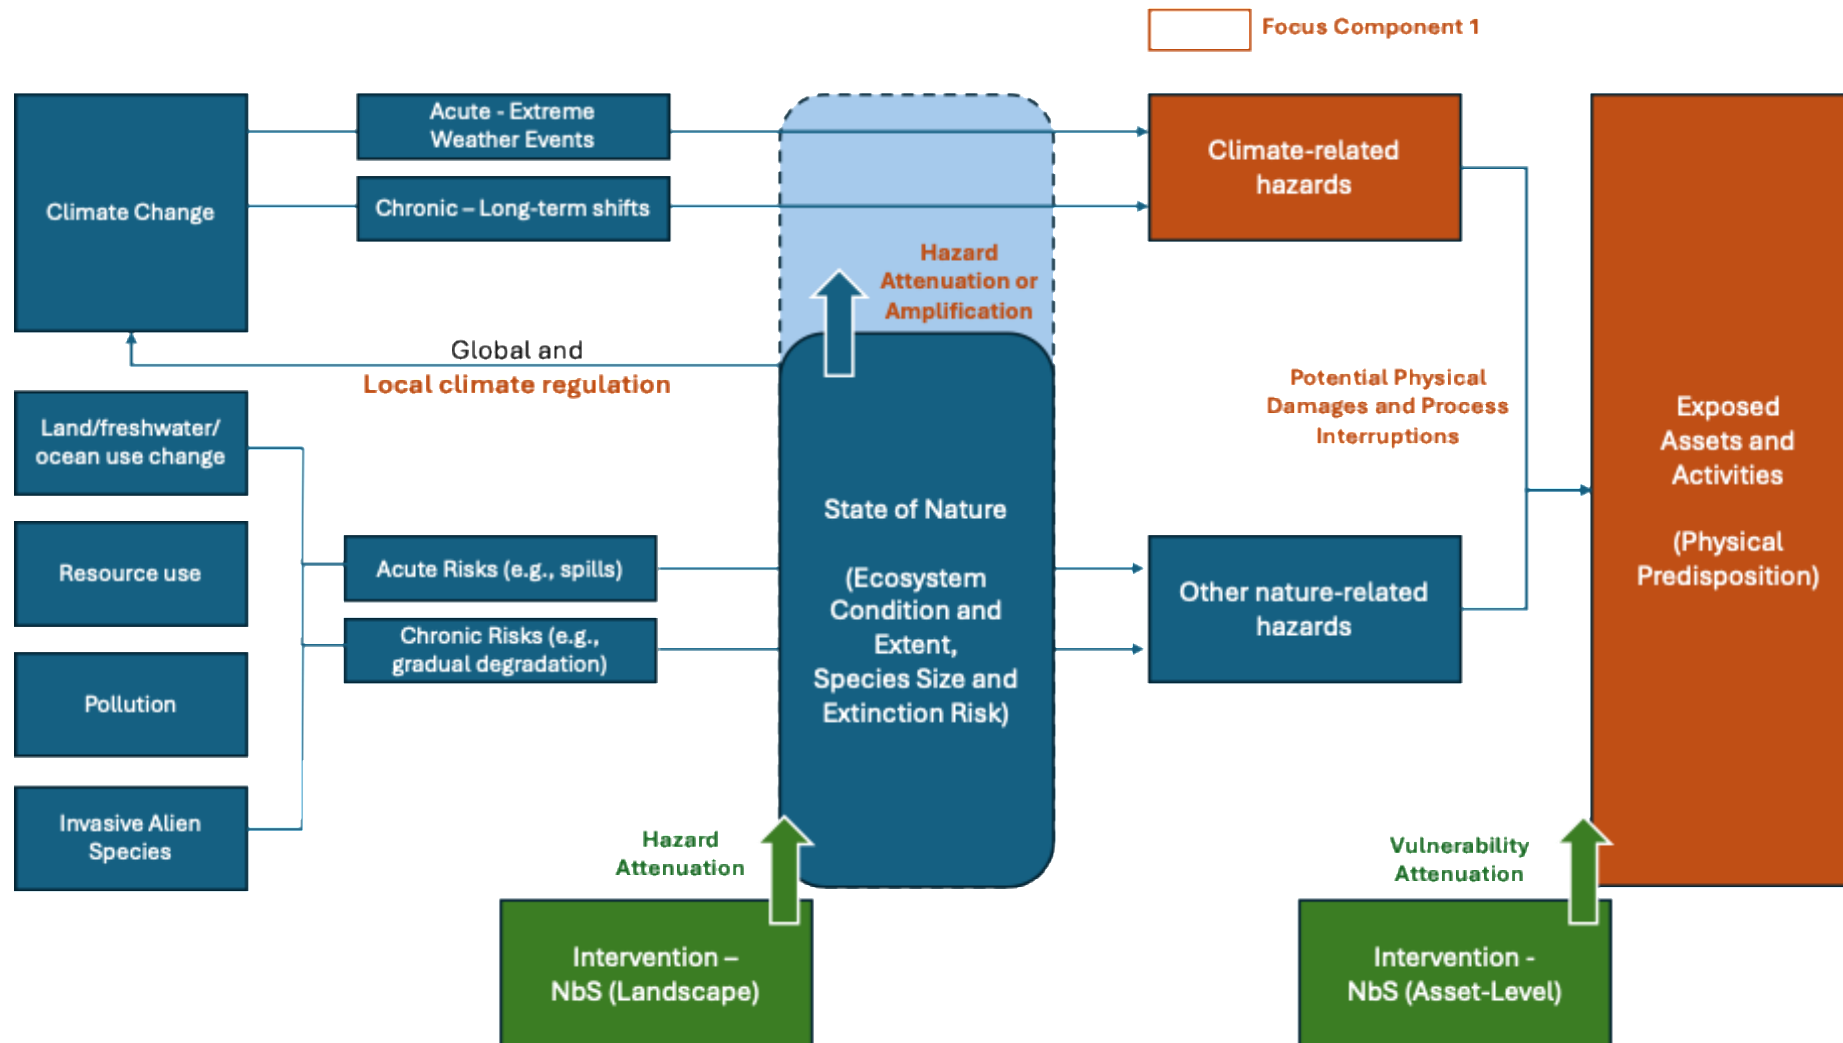 Focus Component 1
Acute - Extreme
Weather Events
Climate-related
hazards
Climate Change
Chronic – Long-term shifts
Hazard
Attenuation or
Amplification
Global and
Local climate regulation
Potential Physical
Damages and Process
Interruptions
Exposed
Assets and
Activities
(Physical
Predisposition)
Land/freshwater/
ocean use change
State of Nature
(Ecosystem
Condition and
Extent,
Species Size and
Extinction Risk)
Resource use
Acute Risks (e.g., spills)
Other nature-related
hazards
Chronic Risks (e.g.,
gradual degradation)
Pollution
Invasive Alien
Species
Hazard
Attenuation
Vulnerability
Attenuation
Intervention –
NbS (Landscape)
Intervention -
NbS (Asset-Level)